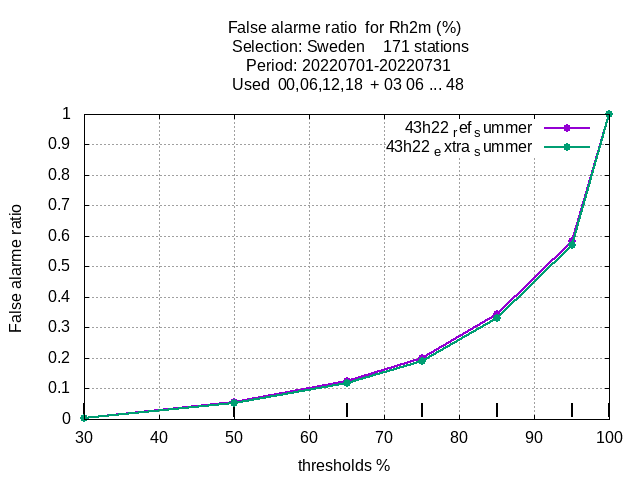 False alarme ratio  for Rh2m (%)
Selection: Sweden    171 stations
Period: 20220701-20220731
Used  00,06,12,18  + 03 06 ... 48
43h22 ref summer
43h22 extra summer
False alarme ratio
1
0.9
0.8
0.7
0.6
0.5
0.4
0.3
0.2
0.1
0
30 40 50 60 70 80 90 100
thresholds %